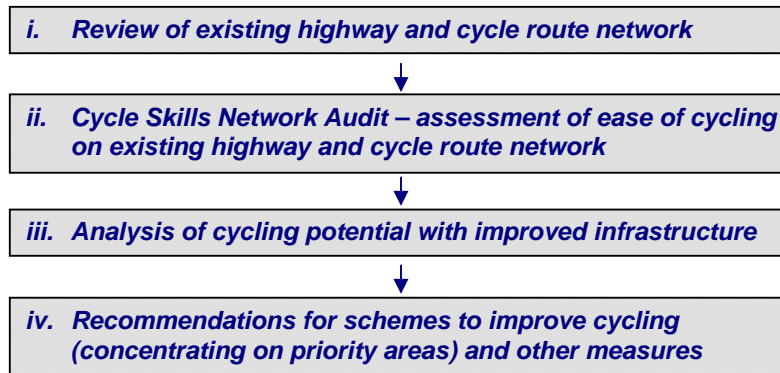 i. Review of existing highway and cycle route network
ii. Cycle Skills Network Audit – assessment of ease of cycling
on existing highway and cycle route network
iii. Analysis of cycling potential with improved infrastructure
iv. Recommendations for schemes to improve cycling
(concentrating on priority areas) and other measures